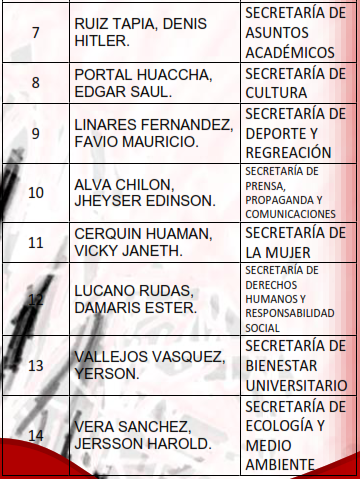 7
RUIZ TAPIA, DENIS
HITLER.
SECRETARÍA DE
ASUNTOS
ACADÉMICOS
8
PORTAL HUACCHA,
EDGAR SAUL.
SECRETARÍA DE
CULTURA
9
LINARES FERNANDEZ,
FAVIO MAURICIO.
SECRETARÍA DE
DEPORTE Y
REGREACIÓN
10
ALVA CHILON,
JHEYSER EDINSON.
SECRETARÍA DE
PRENSA,
PROPAGANDA Y
COMUNICACIONES
11
CERQUIN HUAMAN,
VICKY JANETH.
SECRETARÍA DE
LA MUJER
12
LUCANO RUDAS,
DAMARIS ESTER.
SECRETARÍA DE
DERECHOS
HUMANOS Y
RESPONSABILIDAD
SOCIAL
13
VALLEJOS VASQUEZ,
YERSON.
SECRETARÍA DE
BIENESTAR
UNIVERSITARIO
14
VERA SANCHEZ,
JERSSON HAROLD.
SECRETARÍA DE
ECOLOGÍA Y
MEDIO
AMBIENTE